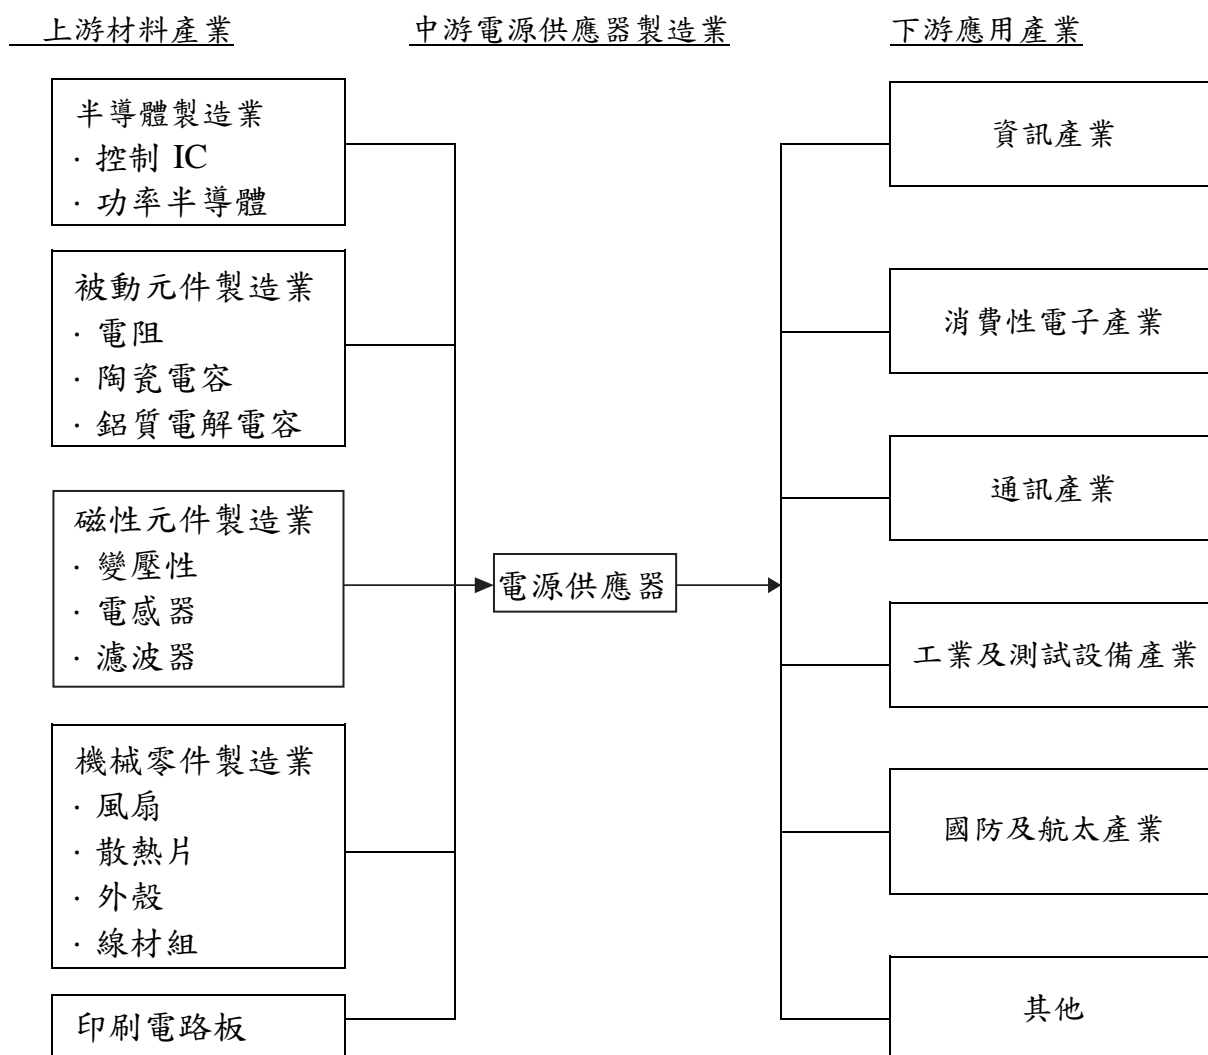 上游材料產業
中游電源供應器製造業
下游應用產業
半導體製造業
· 控制 IC
· 功率半導體
被動元件製造業
· 電阻
· 陶瓷電容
· 鋁質電解電容
磁性元件製造業
· 變壓性
· 電感器
· 濾波器
機械零件製造業
· 風扇
· 散熱片
· 外殼
· 線材組
印刷電路板
電源供應器
資訊產業
消費性電子產業
通訊產業
工業及測試設備產業
國防及航太產業
其他